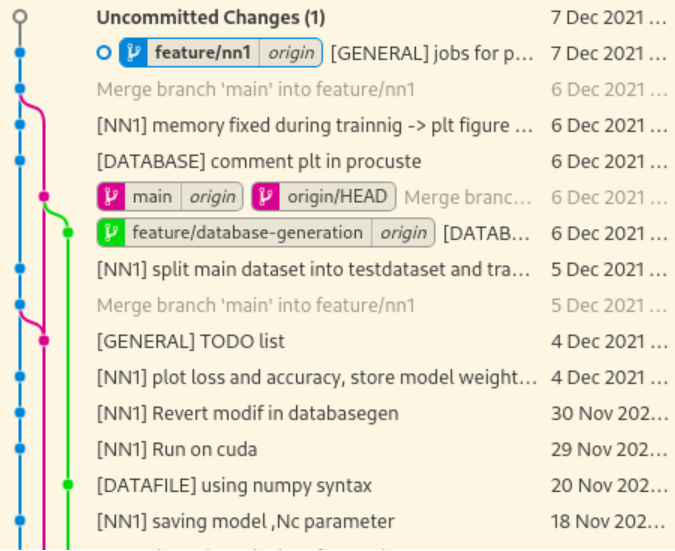 Uncommitted Changes (1) 7 Dec 2021 ...
feature/nn1 origin [GENERAL] jobs for p... 7 Dec 2021 ...
Merge branch 'main' into feature/nn1 6 Dec 2021 ...
[NN1] memory fixed during trainnig -> plt figure ... 6 Dec 2021 ...
[DATABASE] comment plt in procuste 6 Dec 2021 ...
main origin origin/HEAD Merge branc... 6 Dec 2021 ...
feature/database-generation origin [DATAB... 6 Dec 2021 ...
[NN1] split main dataset into testdataset and tra... 5 Dec 2021 ...
Merge branch 'main' into feature/nn1 5 Dec 2021 ...
[GENERAL] TODO list 4 Dec 2021 ...
[NN1] plot loss and accuracy, store model weight... 4 Dec 2021 ...
[NN1] Revert modif in databasegen 30 Nov 202...
[NN1] Run on cuda 29 Nov 202...
[DATAFILE] using numpy syntax 20 Nov 202...
[NN1] saving model ,Nc parameter 18 Nov 202...